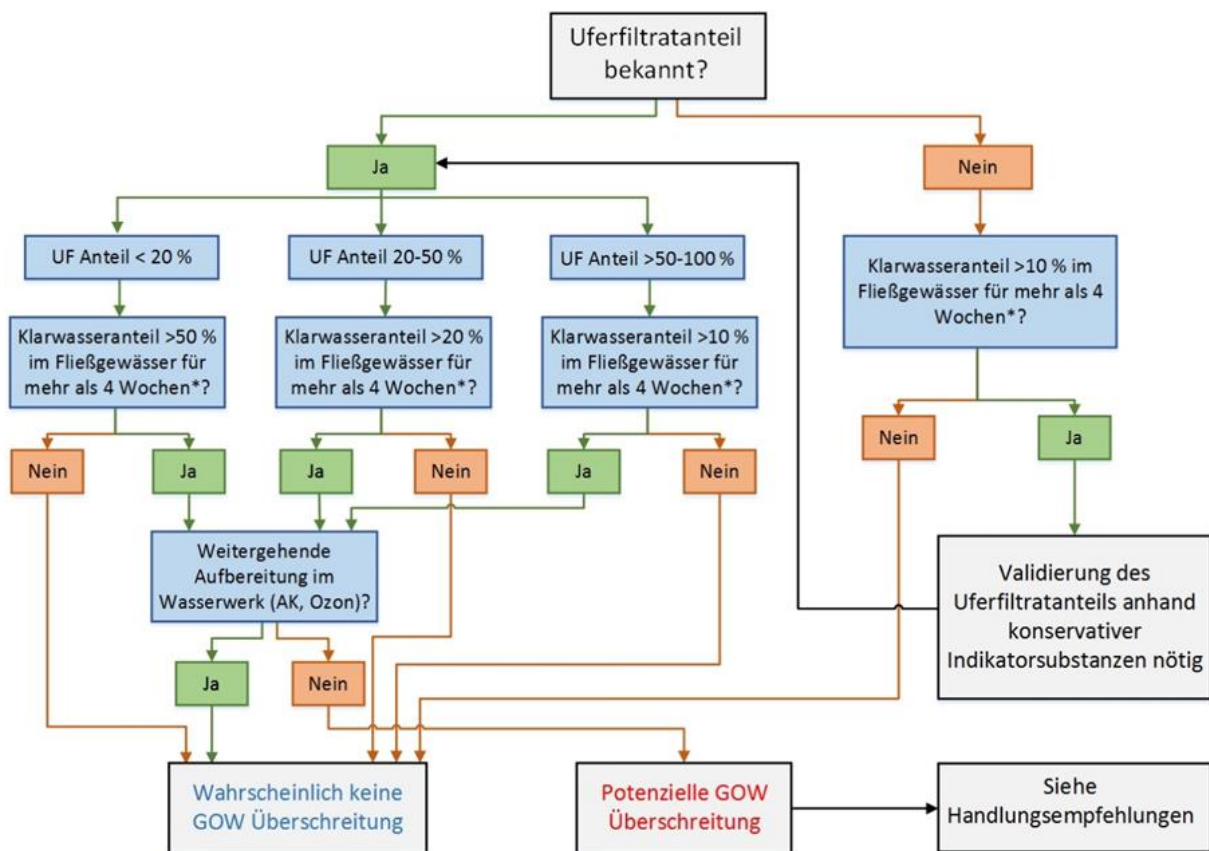 Uferfiltratanteil
bekannt?
Ja
Nein
UF Anteil < 20 %
UF Anteil 20-50 %
UF Anteil >50-100 %
Klarwasseranteil >10 % im
Fließgewässer für mehr als 4
Wochen*?
Klarwasseranteil >50 %
im Fließgewässer für
mehr als 4 Wochen*?
Klarwasseranteil >20 %
im Fließgewässer für
mehr als 4 Wochen*?
Klarwasseranteil >10 %
im Fließgewässer für
mehr als 4 Wochen*?
Nein
Ja
Ja
Nein
Ja
Nein
Nein
Ja
Weitergehende
Aufbereitung im
Wasserwerk (AK, Ozon)?
Validierung des
Uferfiltratanteils anhand
konservativer
Indikatorsubstanzen nötig
Ja
Nein
Wahrscheinlich keine
GOW Überschreitung
Potenzielle GOW
Überschreitung
Siehe
Handlungsempfehlungen